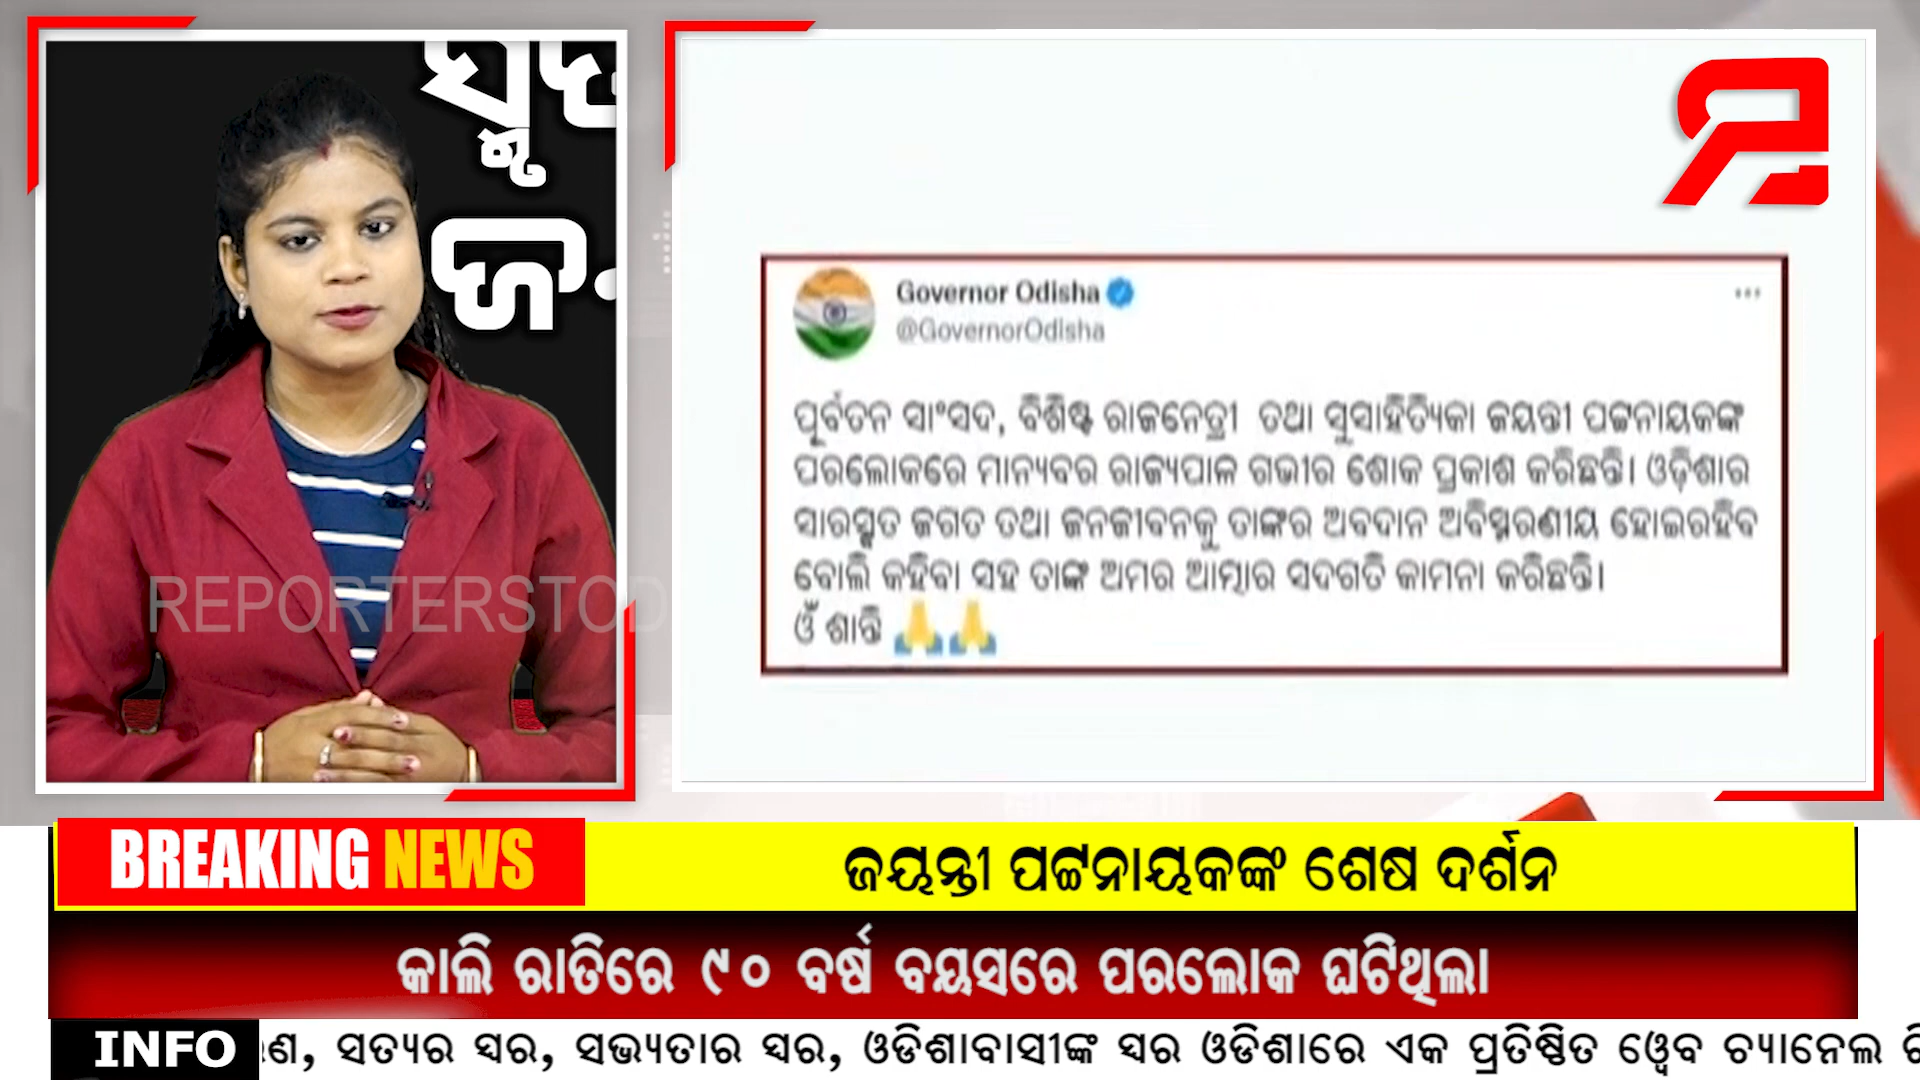 Governor Odisha
@GovernorOdisha
ପୂର୍ବତନ ସାଂସଦ, ବିଶିଷ୍ଟ ରାଜନେତ୍ରୀ ତଥା ସୁସାହିତ୍ୟିକା ଜୟନ୍ତୀ ପଟ୍ଟନାୟକଙ୍କ
ପରଲୋକରେ ମାନ୍ୟବର ରାଜ୍ୟପାଳ ଗଭୀର ଶୋକ ପ୍ରକାଶ କରିଛନ୍ତି। ଓଡ଼ିଶାର
ସାରସ୍ୱତ ଜଗତ ତଥା ଜନଜୀବନକୁ ତାଙ୍କର ଅବଦାନ ଅବିସ୍ମରଣୀୟ ହୋଇରହିବ
ବୋଲି କହିବା ସହ ତାଙ୍କ ଅମର ଆତ୍ମାର ସଦଗତି କାମନା କରିଛନ୍ତି।
ଓଁ ଶାନ୍ତି 🙏🙏
REPORTERSTOD
BREAKING NEWS
ଜୟନ୍ତୀ ପଟ୍ଟନାୟକଙ୍କ ଶେଷ ଦର୍ଶନ
କାଲି ରାତିରେ ୯୦ ବର୍ଷ ବୟସରେ ପରଲୋକ ଘଟିଥିଲା
INFO
ସତ୍ୟର ସ୍ୱର, ସଭ୍ୟତାର ସ୍ୱର, ଓଡିଶାବାସୀଙ୍କ ସ୍ୱର ଓଡିଶାରେ ଏକ ପ୍ରତିଷ୍ଠିତ ୱେବ ଚ୍ୟାନେଲ